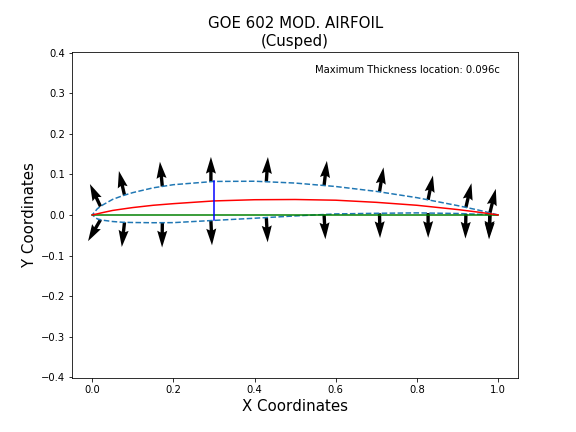 GOE 602 MOD. AIRFOIL
(Cusped)
Maximum Thickness location: 0.096c
Y Coordinates
0.4
0.3
0.2
0.1
0.0
−0.1
−0.2
−0.3
−0.4
0.0 0.2 0.4 0.6 0.8 1.0
X Coordinates